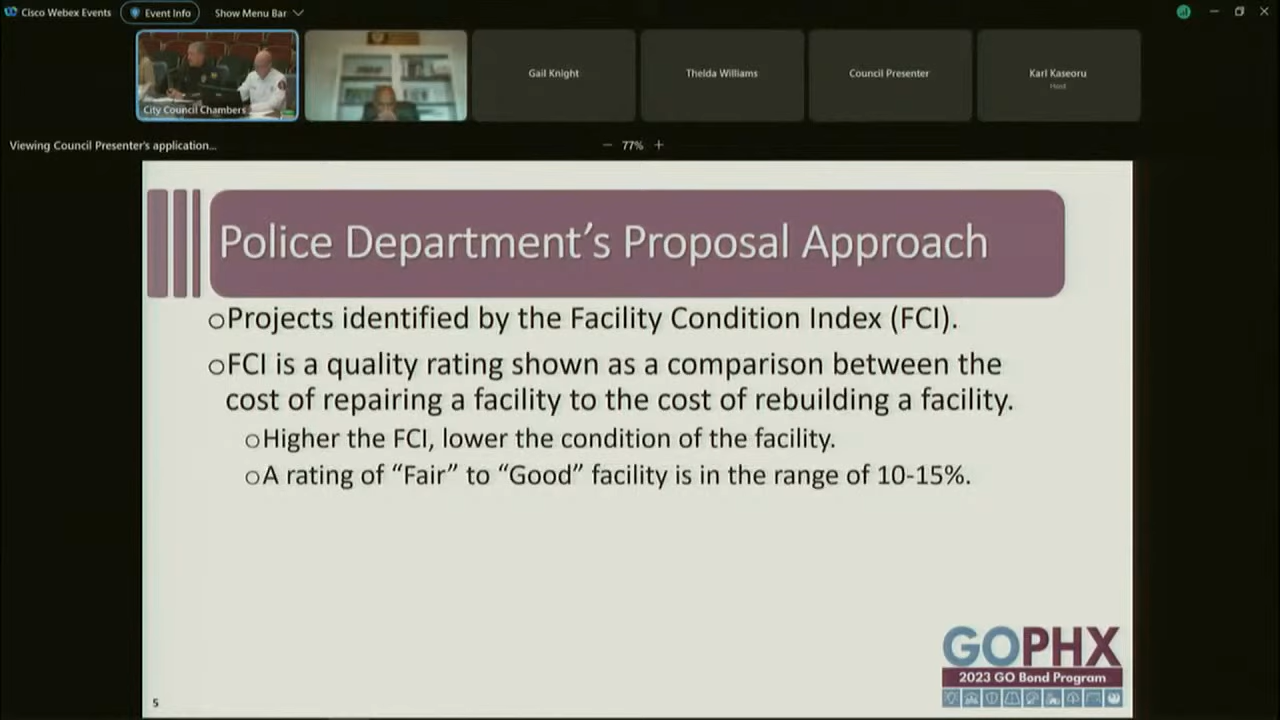 Cisco Webex Events
Event Info
Show Menu Bar
City Council Chambers
Gail Knight
Thelda Williams
Council Presenter
Karl Kaseoru
Host
Viewing Council Presenter's application...
77%
Police Department's Proposal Approach
oProjects identified by the Facility Condition Index (FCI).
oFCI is a quality rating shown as a comparison between the
cost of repairing a facility to the cost of rebuilding a facility.
oHigher the FCI, lower the condition of the facility.
oA rating of “Fair” to “Good” facility is in the range of 10-15%.
GOPHX
2023 GO Bond Program
5